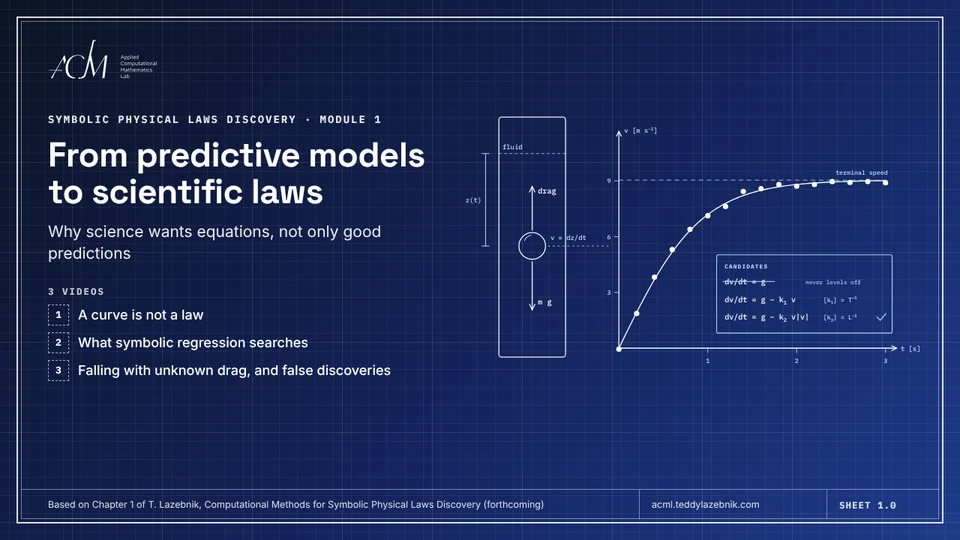 ACM
Applied
Computational
Mathematics
Lab
SYMBOLIC PHYSICAL LAWS DISCOVERY · MODULE 1
From predictive models
to scientific laws
Why science wants equations, not only good
predictions
3 VIDEOS
1 A curve is not a law
2 What symbolic regression searches
3 Falling with unknown drag, and false discoveries
fluid
drag
z(t)
v = dz/dt
m g
v [m s⁻¹]
terminal speed
9
6
3
CANDIDATES
dv/dt = g never levels off
dv/dt = g − k₁ v [k₁] = T⁻¹
dv/dt = g − k₂ v|v| [k₂] = L⁻¹ ✓
t [s]
1 2 3
Based on Chapter 1 of T. Lazebnik, Computational Methods for Symbolic Physical Laws Discovery (forthcoming)
acml.teddylazebnik.com
SHEET 1.0